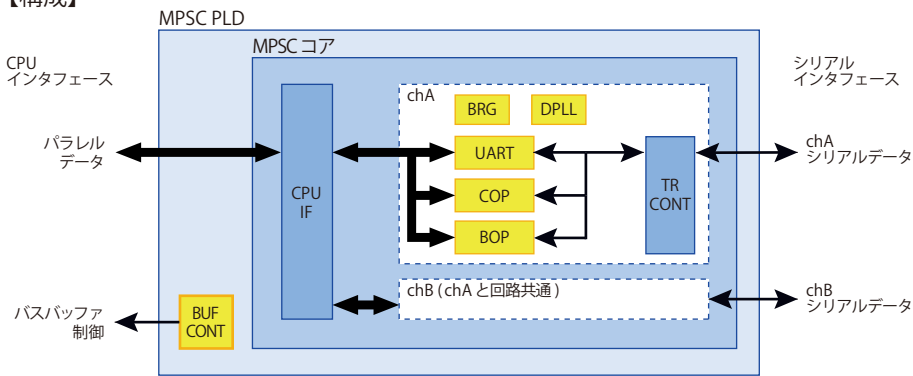 【構成】
MPSC PLD
MPSC コア
CPU
インタフェース
シリアル
インタフェース
chA
BRG
DPLL
パラレル
データ
UART
chA
シリアルデータ
CPU
IF
COP
TR
CONT
BOP
chB ( chA と回路共通 )
chB
シリアルデータ
バスバッファ
制御
BUF
CONT